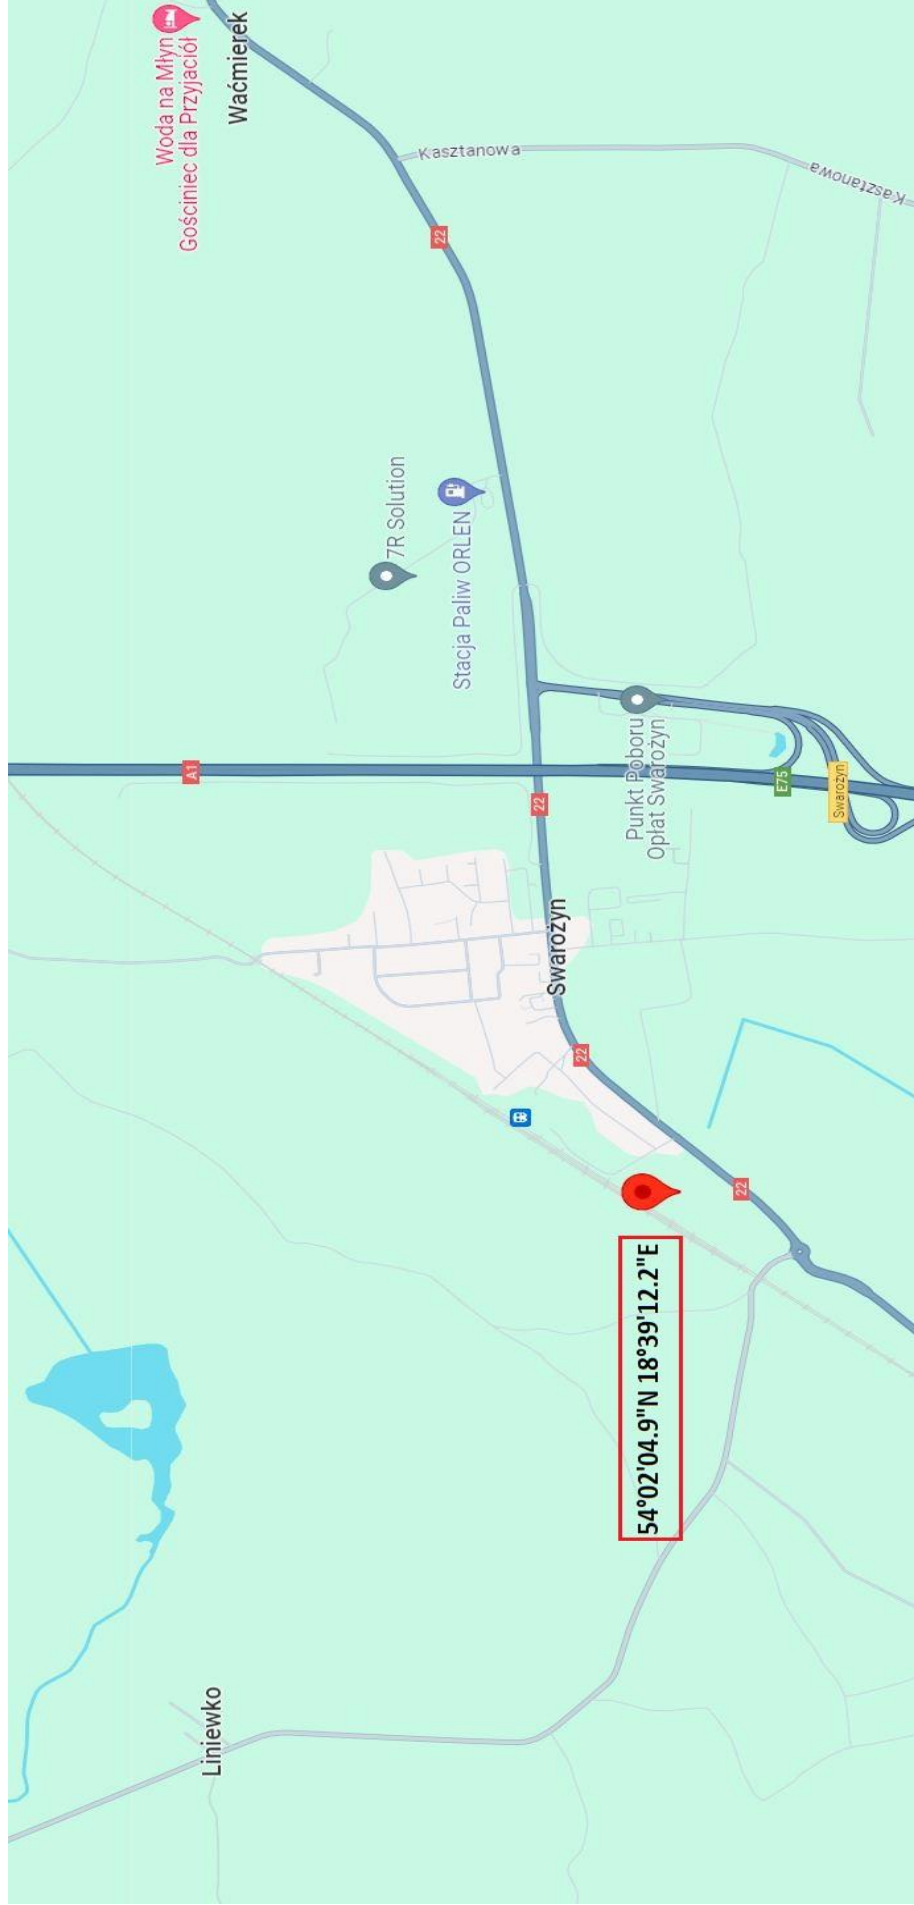 Woda na Młyn
Gościniec dla Przyjaciół
Waćmierek
Kasztanowa
Kasztanowa
22
7R Solution
Stacja Paliw ORLEN
A1
22
Punkt Poboru
Opłat Swarożyn
E75
Swarożyn
Swarożyn
22
22
54°02'04.9"N 18°39'12.2"E
Liniewko